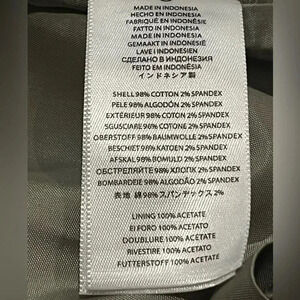 MADE IN INDONESIA
HECHO EN INDONESIA
FABRIQUÉ EN INDONESIA
FATTO IN INDONESIA
MADE IN INDONESIA
GEMAAKT IN INDONESIË
LAVE I INDONESIEN
СДЕЛАНО В ИНДОНЕЗИИ
FEITO EM INDONÉSIA
インドネシア製
SHELL 98% COTTON 2% SPANDEX
PELE 98% ALGODÓN 2% SPANDEX
EXTÉRIEUR 98% COTON 2% SPANDEX
SGUSCIARE 98% COTONE 2% SPANDEX
OBERSTOFF 98% BAUMWOLLE 2% SPANDEX
BESCHIET 98% KATOEN 2% SPANDEX
AFSKAL 98% BOMULD 2% SPANDEX
ОБСТРЕЛЯЙТЕ 98% ХЛОПИК 2% SPANDEX
BOMBARDEIE 98% ALGODÃO 2% SPANDEX
表地 綿 98% スパンデックス 2%
LINING 100% ACETATE
El FORO 100% ACETATE
DOUBLURE 100% ACETATE
RIVESTIRE 100% ACETATE
FUTTERSTOFF 100% ACETATE